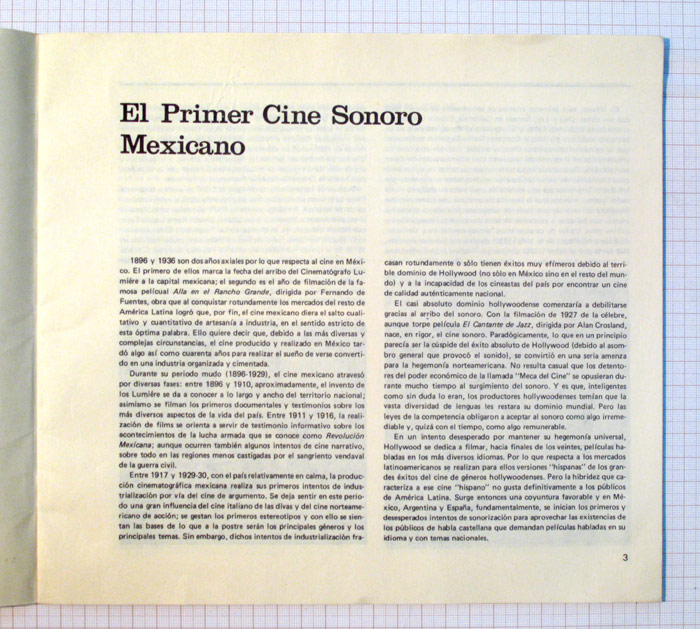 El Primer Cine Sonoro
Mexicano
1896 y 1936 son dos años axiales por lo que respecta al cine en Méxi-
co. El primero de ellos marca la fecha del arribo del Cinematógrafo Lu-
mière a la capital mexicana; el segundo es el año de filmación de la fa-
mosa película Alla en el Rancho Grande, dirigida por Fernando de
Fuentes, obra que al conquistar rotundamente los mercados del resto de
América Latina logró que, por fin, el cine mexicano diera el salto cuali-
tativo y cuantitativo de artesanía a industria, en el sentido estricto de
esta óptima palabra. Ello quiere decir que, debido a las más diversas y
complejas circunstancias, el cine producido y realizado en México tar-
dó algo así como cuarenta años para realizar el sueño de verse converti-
do en una industria organizada y cimentada.
Durante su período mudo (1896-1929), el cine mexicano atravesó
por diversas fases: entre 1896 y 1910, aproximadamente, el invento de
los Lumière se da a conocer a lo largo y ancho del territorio nacional;
asimismo se filman los primeros documentales y testimonios sobre los
más diversos aspectos de la vida del país. Entre 1911 y 1916, la reali-
zación de films se orienta a servir de testimonio informativo sobre los
acontecimientos de la lucha armada que se conoce como Revolución
Mexicana; aunque ocurren también algunos intentos de cine narrativo,
sobre todo en las regiones menos castigadas por el sangriento vendaval
de la guerra civil.
Entre 1917 y 1929-30, con el país relativamente en calma, la produc-
ción cinematográfica mexicana realiza sus primeros intentos de indus-
trialización por vía del cine de argumento. Se deja sentir en este perio-
do una gran influencia del cine italiano de las divas y del cine norteame-
ricano de acción; se gestan los primeros estereotipos y con ello se sien-
tan las bases de lo que a la postre serán los principales géneros y los
principales temas. Sin embargo, dichos intentos de industrialización fra-
casan rotundamente o sólo tienen éxitos muy efímeros debido al terri-
ble dominio de Hollywood (no sólo en México sino en el resto del mun-
do) y a la incapacidad de los cineastas del país por encontrar un cine
de calidad auténticamente nacional.
El casi absoluto dominio hollywoodense comenzaría a debilitarse
gracias al arribo del sonoro. Con la filmación de 1927 de la célebre,
aunque torpe película El Cantante de Jazz, dirigida por Alan Crosland,
nace, en rigor, el cine sonoro. Paradógicamente, lo que en un principio
parecía ser la cúspide del éxito absoluto de Hollywood (debido al asom-
bro general que provocó el sonido), se convirtió en una seria amenza
para la hegemonía norteamericana. No resulta casual que los detento-
res del poder económico de la llamada "Meca del Cine" se opusieran du-
rante mucho tiempo al surgimiento del sonoro. Y es que, inteligentes
como sin duda lo eran, los productores hollywoodenses temían que la
vasta diversidad de lenguas les restara su dominio mundial. Pero las
leyes de la competencia obligaron a aceptar al sonoro como algo irreme-
diable y, quizá con el tiempo, como algo remunerable.
En un intento desesperado por mantener su hegemonía universal,
Hollywood se dedica a filmar, hacia finales de los veintes, películas ha-
bladas en los más diversos idiomas. Por lo que respecta a los mercados
latinoamericanos se realizan para ellos versiones "hispanas" de los gran-
des éxitos del cine de géneros hollywoodenses. Pero la hibridez que ca-
racteriza a ese cine "hispano" no gusta definitivamente a los públicos
de América Latina. Surge entonces una coyuntura favorable y en Mé-
xico, Argentina y España, fundamentalmente, se inician los primeros y
desesperados intentos de sonorización para aprovechar las existencias de
los públicos de habla castellana que demandan películas habladas en su
idioma y con temas nacionales.
3